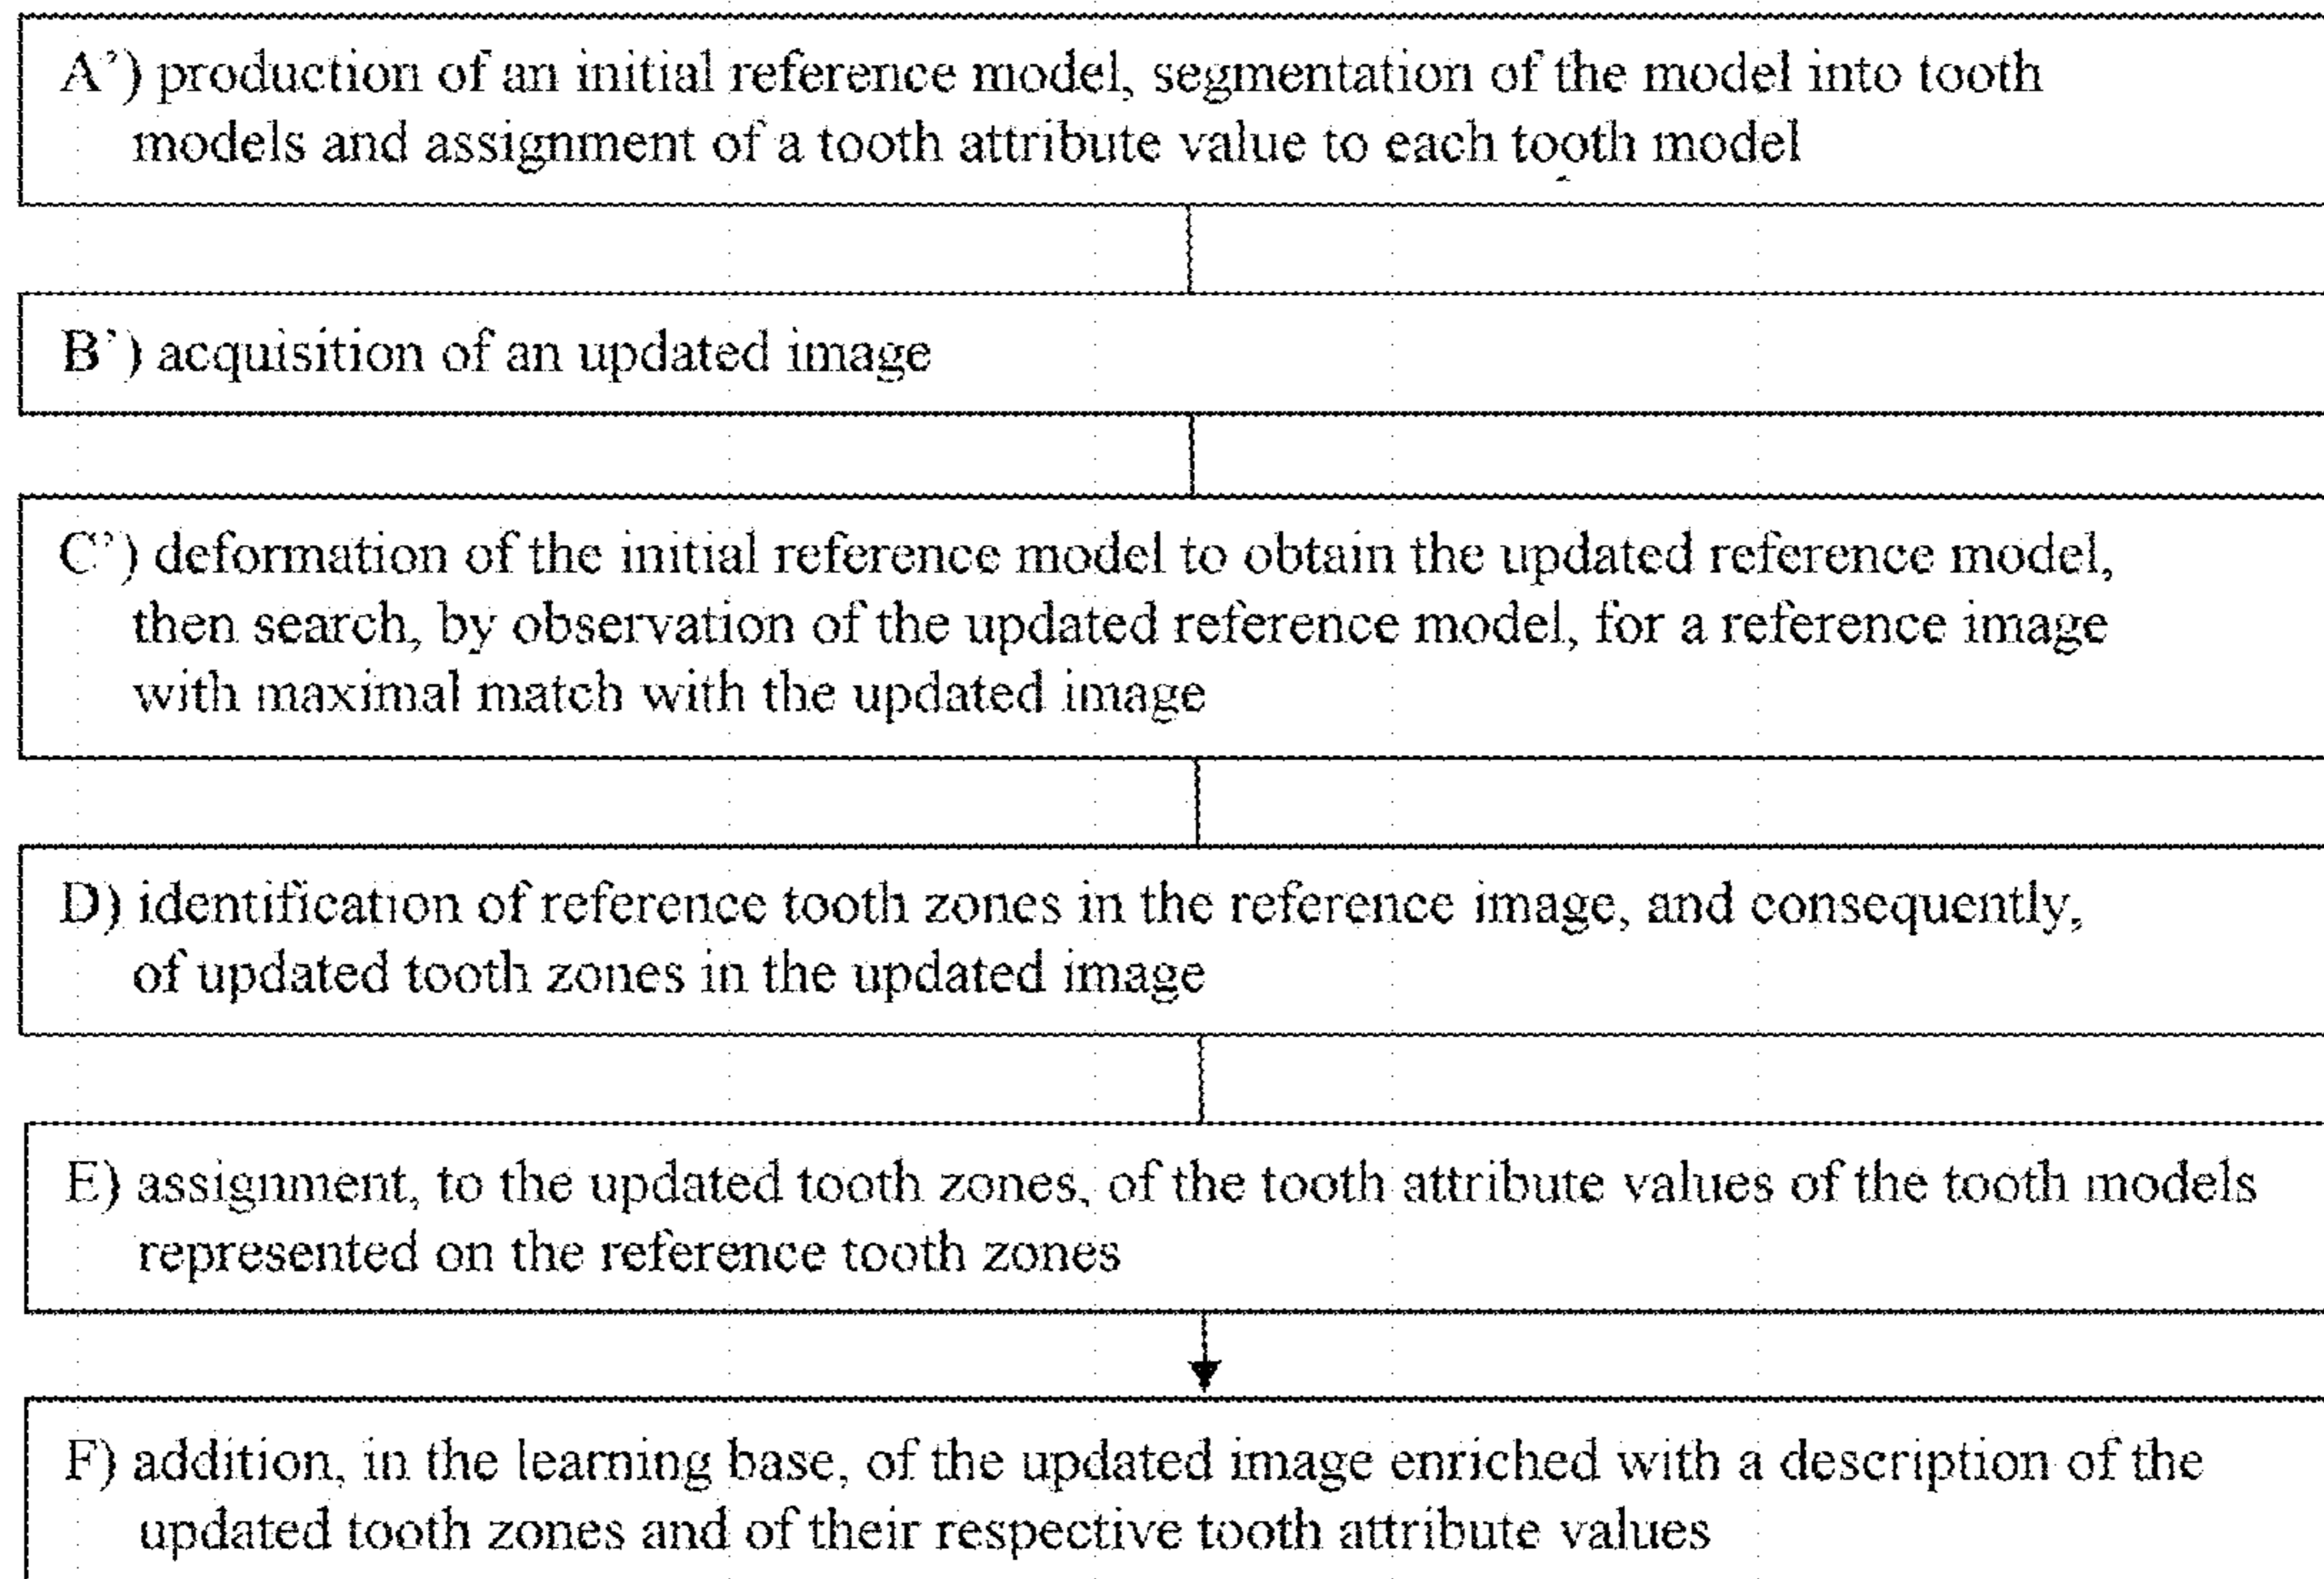 A’) production of an initial reference model, segmentation of the model into tooth
models and assignment of a tooth attribute value to each tooth model
B’) acquisition of an updated image
C’) deformation of the initial reference model to obtain the updated reference model,
then search, by observation of the updated reference model, for a reference image
with maximal match with the updated image
D) identification of reference tooth zones in the reference image, and consequently,
of updated tooth zones in the updated image
E) assignment, to the updated tooth zones, of the tooth attribute values of the tooth models
represented on the reference tooth zones
F) addition, in the learning base, of the updated image enriched with a description of the
updated tooth zones and of their respective tooth attribute values